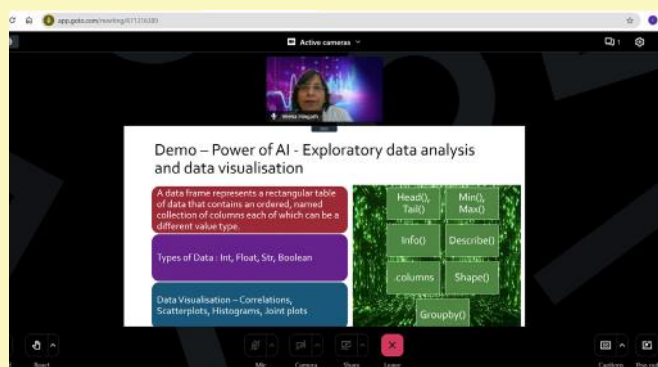 app.goto.com/meeting/671216389
Active cameras
1
Demo – Power of AI - Exploratory data analysis
and data visualisation
A data frame represents a rectangular table
of data that contains an ordered, named
collection of columns each of which can be a
different value type.
Types of Data : Int, Float, Str, Boolean
Data Visualisation – Correlations,
Scatterplots, Histograms, Joint plots
Head(),
Tail()
Min(),
Max()
Info()
Describe()
.columns
Shape()
Groupby()
React
Mic
Camera
Share
Leave
Captions